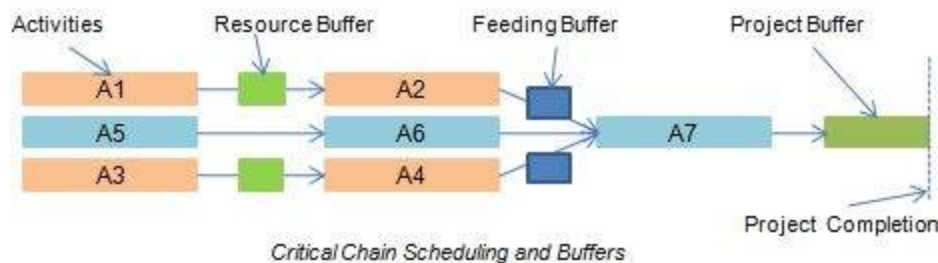 Activities
Resource Buffer
Feeding Buffer
Project Buffer
A1
A2
A5
A6
A7
A3
A4
Project Completion
Critical Chain Scheduling and Buffers